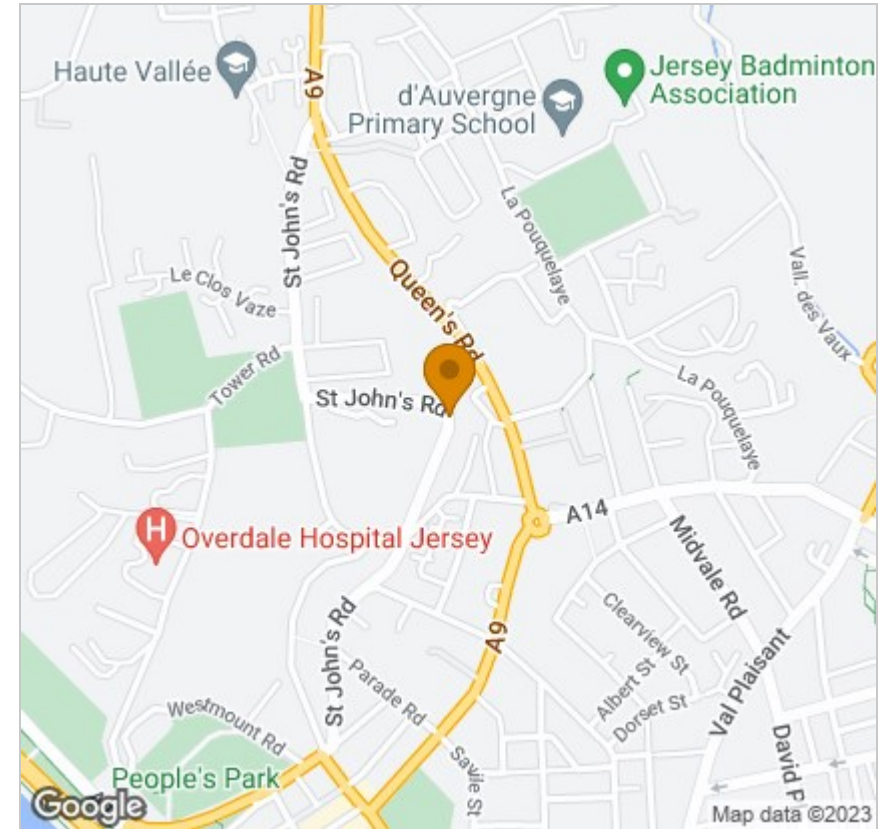 Haute Vallée
A9
d'Auvergne
Primary School
Jersey Badminton
Association
St John's Rd
La Pouquelaye
Le Clos Vaze
Queen's Rd
Vall. des Vaux
Tower Rd
St John's Rd
La Pouquelaye
H
Overdale Hospital Jersey
A14
Midvale Rd
St John's Rd
A9
Clearview St
Albert St
Dorset St
Val Plaisant
Parade Rd
Westmount Rd
Savile St
David P
People's Park
Google
Map data ©2023